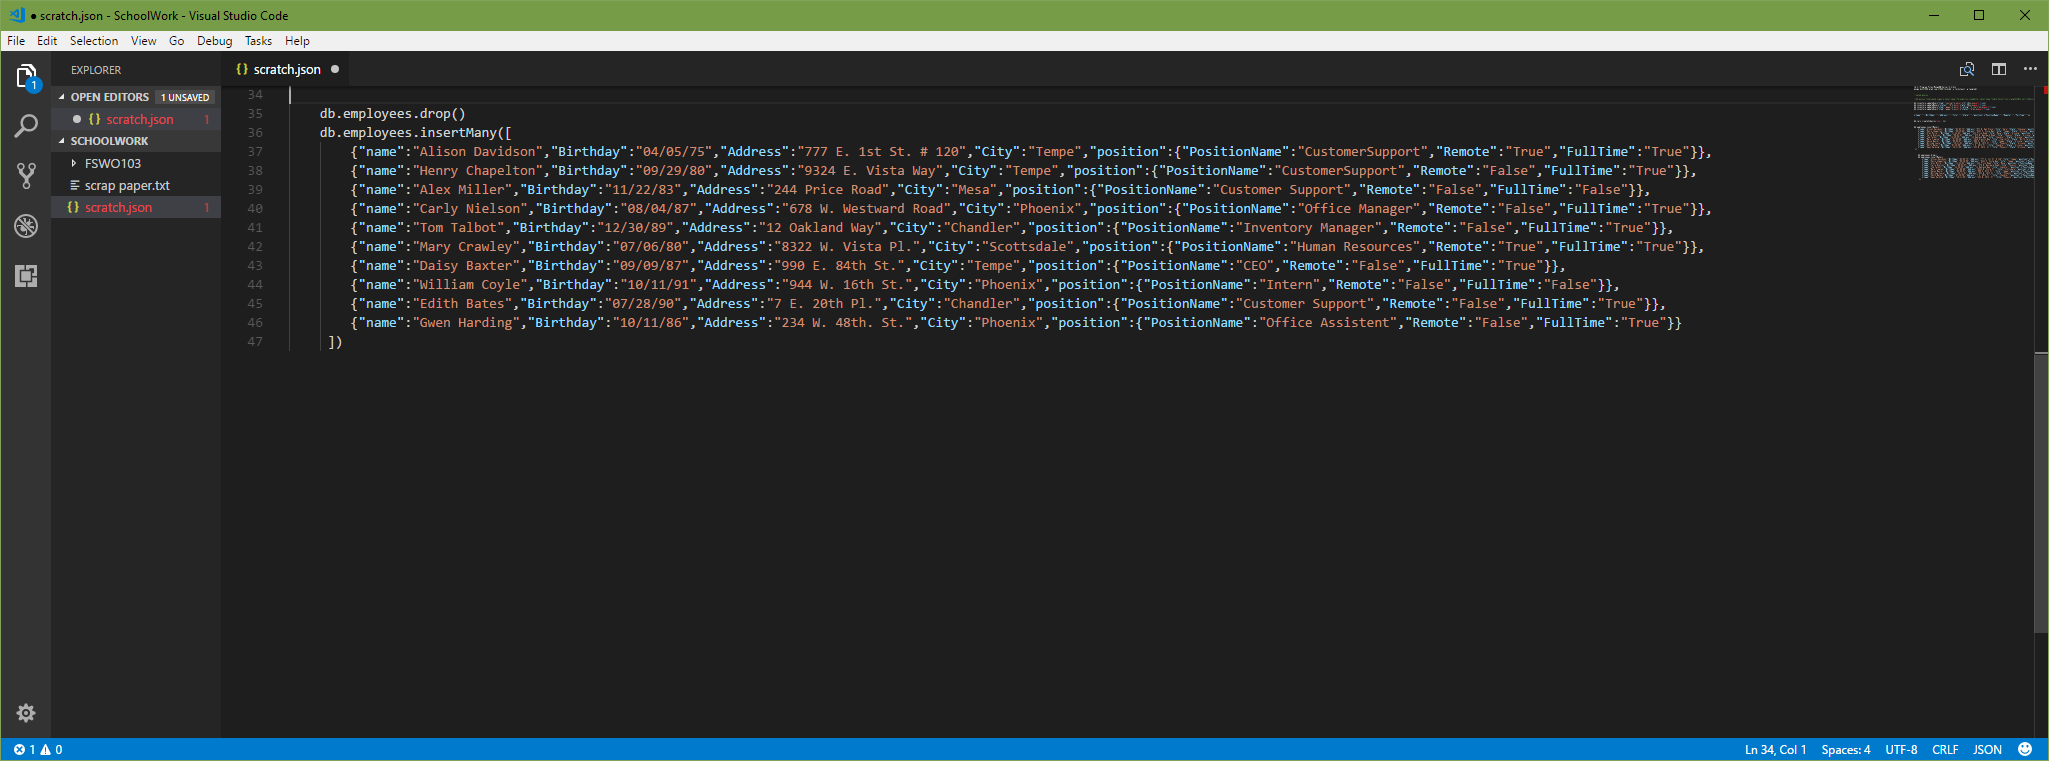 ● scratch.json - SchoolWork - Visual Studio Code
File Edit Selection View Go Debug Tasks Help
EXPLORER
{} scratch.json ●
1
OPEN EDITORS 1 UNSAVED
● {} scratch.json 1
SCHOOLWORK
FSWO103
scrap paper.txt
{} scratch.json 1
34
35 db.employees.drop()
36 db.employees.insertMany([
37 {"name":"Alison Davidson","Birthday":"04/05/75","Address":"777 E. 1st St. # 120","City":"Tempe","position":{"PositionName":"CustomerSupport","Remote":"True","FullTime":"True"}},
38 {"name":"Henry Chapelton","Birthday":"09/29/80","Address":"9324 E. Vista Way","City":"Tempe","position":{"PositionName":"CustomerSupport","Remote":"False","FullTime":"True"}},
39 {"name":"Alex Miller","Birthday":"11/22/83","Address":"244 Price Road","City":"Mesa","position":{"PositionName":"Customer Support","Remote":"False","FullTime":"False"}},
40 {"name":"Carly Nielson","Birthday":"08/04/87","Address":"678 W. Westward Road","City":"Phoenix","position":{"PositionName":"Office Manager","Remote":"False","FullTime":"True"}},
41 {"name":"Tom Talbot","Birthday":"12/30/89","Address":"12 Oakland Way","City":"Chandler","position":{"PositionName":"Inventory Manager","Remote":"False","FullTime":"True"}},
42 {"name":"Mary Crawley","Birthday":"07/06/80","Address":"8322 W. Vista Pl.","City":"Scottsdale","position":{"PositionName":"Human Resources","Remote":"True","FullTime":"True"}},
43 {"name":"Daisy Baxter","Birthday":"09/09/87","Address":"990 E. 84th St.","City":"Tempe","position":{"PositionName":"CEO","Remote":"False","FullTime":"True"}},
44 {"name":"William Coyle","Birthday":"10/11/91","Address":"944 W. 16th St.","City":"Phoenix","position":{"PositionName":"Intern","Remote":"False","FullTime":"False"}},
45 {"name":"Edith Bates","Birthday":"07/28/90","Address":"7 E. 20th Pl.","City":"Chandler","position":{"PositionName":"Customer Support","Remote":"False","FullTime":"True"}},
46 {"name":"Gwen Harding","Birthday":"10/11/86","Address":"234 W. 48th. St.","City":"Phoenix","position":{"PositionName":"Office Assistent","Remote":"False","FullTime":"True"}}
47 ])
1 0 Ln 34, Col 1 Spaces: 4 UTF-8 CRLF JSON